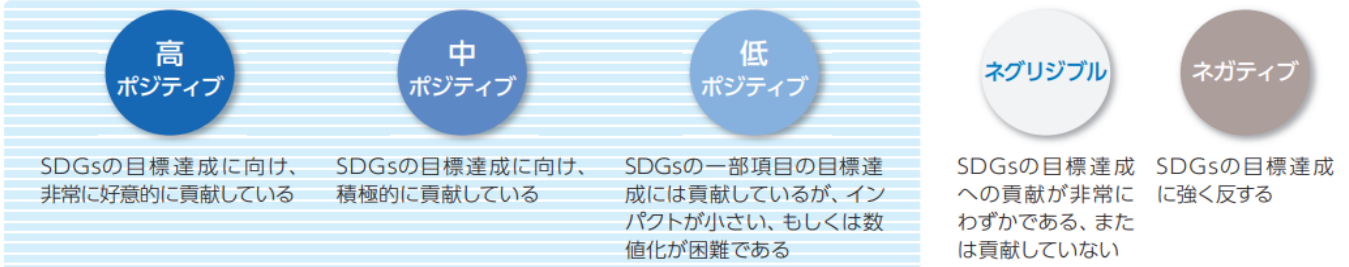 高
ポジティブ
SDGsの目標達成に向け、
非常に好意的に貢献している
中
ポジティブ
SDGsの目標達成に向け、
積極的に貢献している
低
ポジティブ
SDGsの一部項目の目標達
成には貢献しているが、イン
パクトが小さい、もしくは数
値化が困難である
ネグリジブル
SDGsの目標達成
への貢献が非常に
わずかである、また
は貢献していない
ネガティブ
SDGsの目標達成
に強く反する